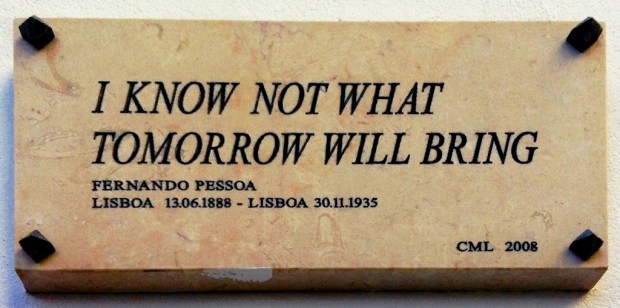 I KNOW NOT WHAT
TOMORROW WILL BRING
FERNANDO PESSOA
LISBOA 13.06.1888 - LISBOA 30.11.1935
CML 2008